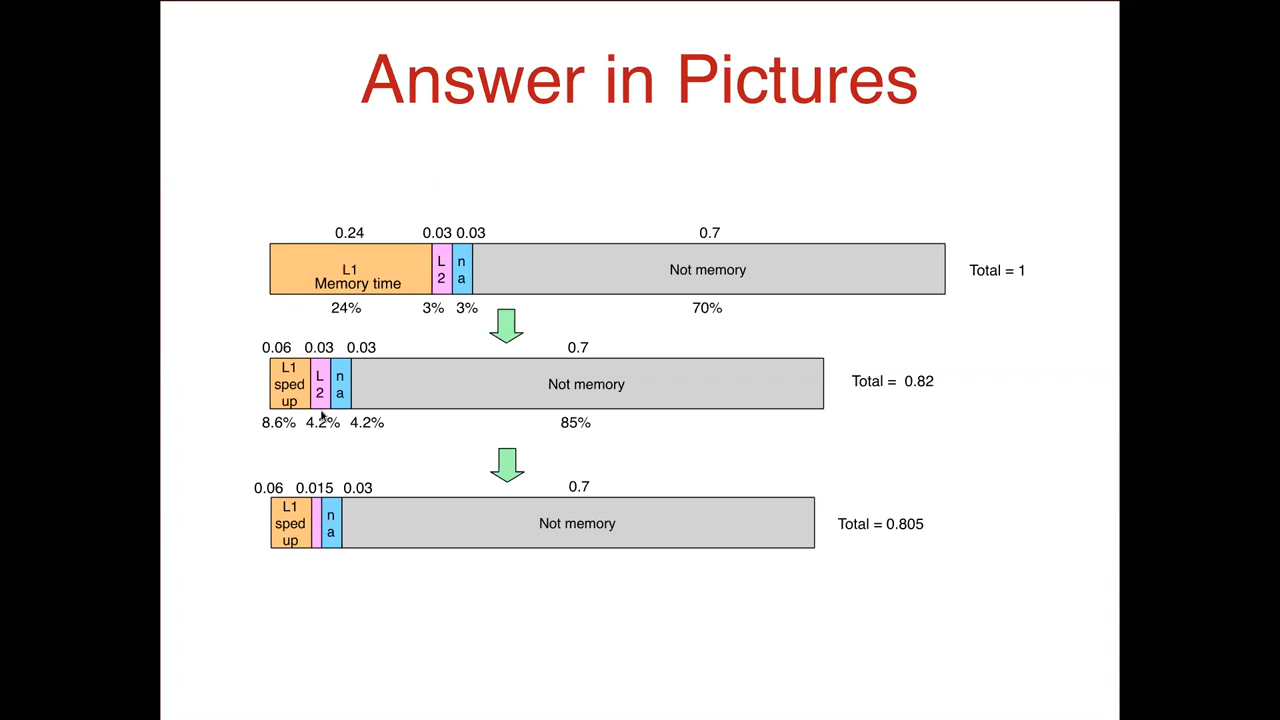 Answer in Pictures
0.24 0.03 0.03 0.7
L1
Memory time
L
2
n
a
Not memory
Total = 1
24% 3% 3% 70%
0.06 0.03 0.03 0.7
L1
sped
up
L
2
n
a
Not memory
Total = 0.82
8.6% 4.2% 4.2% 85%
0.06 0.015 0.03 0.7
L1
sped
up
n
a
Not memory
Total = 0.805